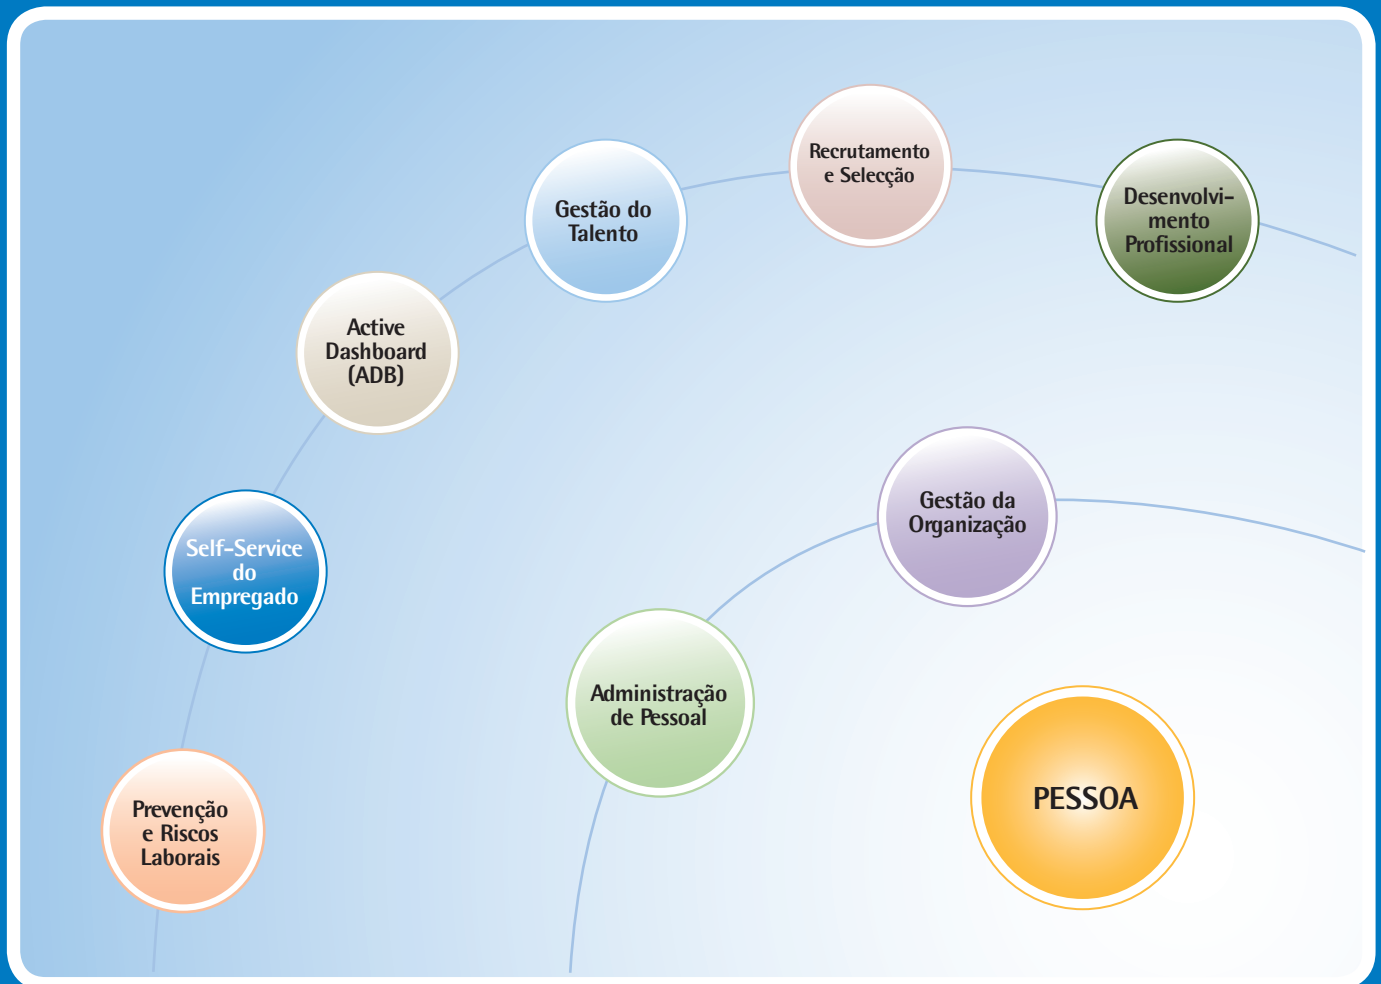 Recrutamento
e Selecção
Desenvolvi-
mento
Profissional
Gestão do
Talento
Active
Dashboard
(ADB)
Gestão da
Organização
Self-Service
do
Empregado
Administração
de Pessoal
PESSOA
Prevenção
e Riscos
Laborais